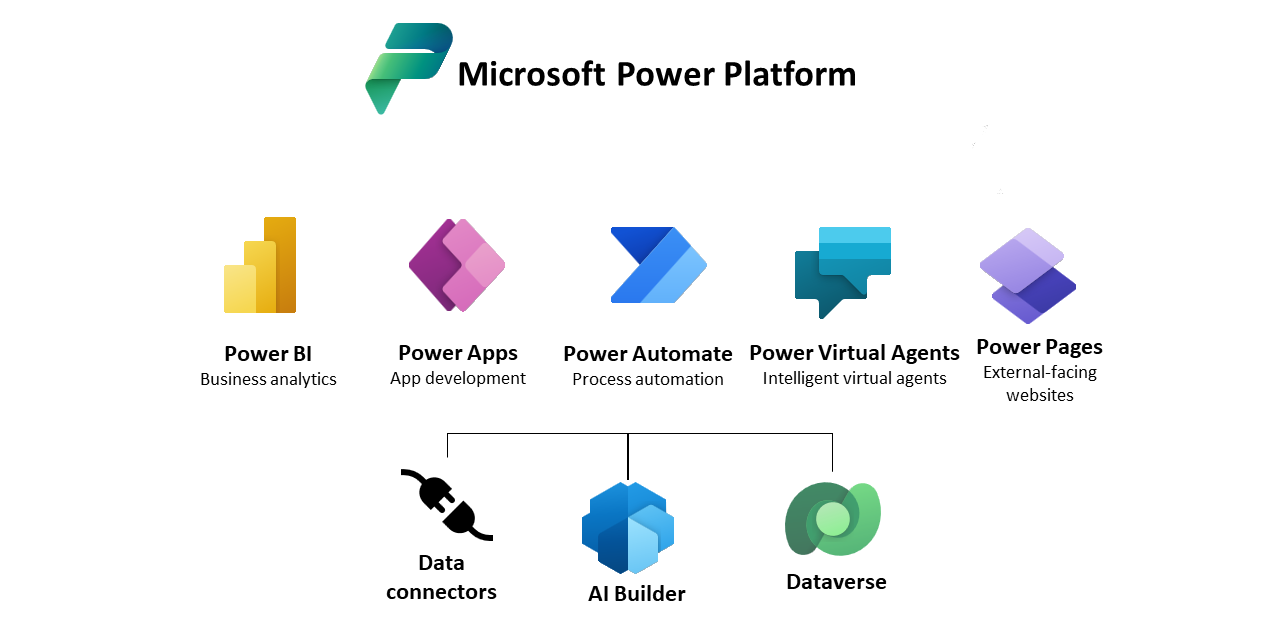 Microsoft Power Platform
Power BI
Business analytics
Power Apps
App development
Power Automate
Process automation
Power Virtual Agents
Intelligent virtual agents
Power Pages
External-facing
websites
Data
connectors
AI Builder
Dataverse